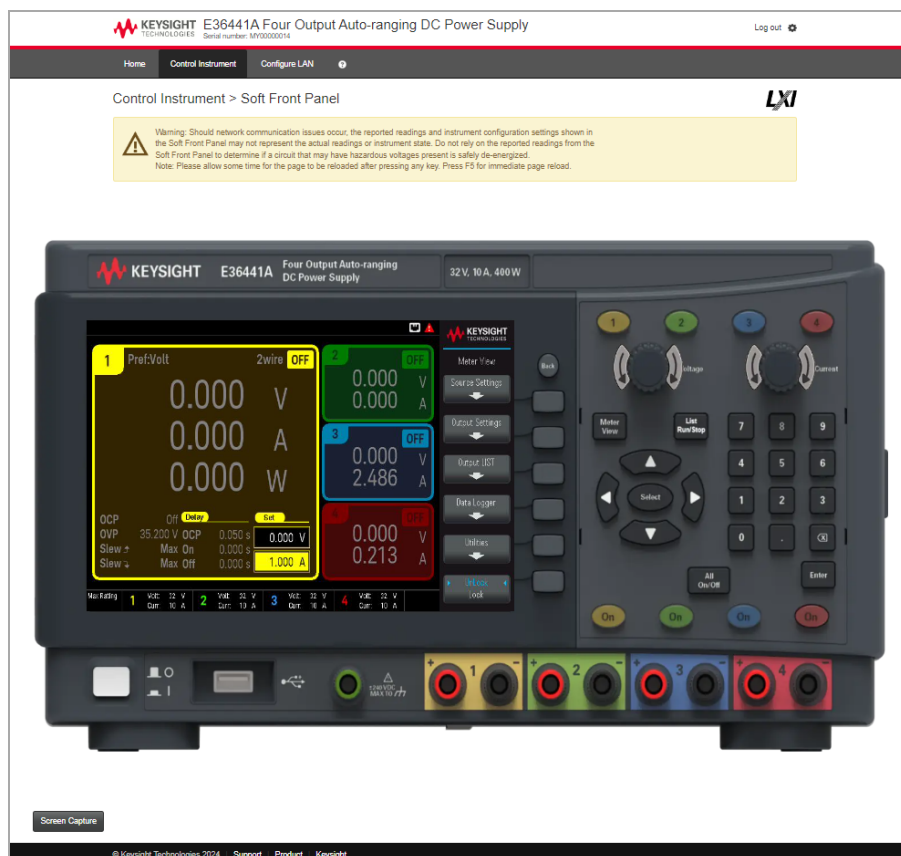 KEYSIGHT TECHNOLOGIES E36441A Four Output Auto-ranging DC Power Supply
Serial number: MY00000014
Log out
Home Control Instrument Configure LAN ?
Control Instrument > Soft Front Panel
LXI
Warning: Should network communication issues occur, the reported readings and instrument configuration settings shown in
the Soft Front Panel may not represent the actual readings or instrument state. Do not rely on the reported readings from the
Soft Front Panel to determine if a circuit that may have hazardous voltages present is safely de-energized.
Note: Please allow some time for the page to be reloaded after pressing any key. Press F5 for immediate page reload.
KEYSIGHT E36441A Four Output Auto-ranging
DC Power Supply
32 V, 10 A, 400 W
1 Pref:Volt 2wire OFF
0.000 V
0.000 A
0.000 W
OCP Off Delay Set
OVP 35.200 V OCP 0.050 s 0.000 V
Slew Max On 0.000 s
Slew Max Off 0.000 s 1.000 A
2 OFF
0.000 V
0.000 A
3 OFF
0.000 V
2.486 A
4 OFF
0.000 V
0.213 A
Max Rating 1 Volt: 32 V 2 Volt: 32 V 3 Volt: 32 V 4 Volt: 32 V
Curr: 10 A Curr: 10 A Curr: 10 A Curr: 10 A
KEYSIGHT
TECHNOLOGIES
Meter View
Source Settings
Output Settings
Output LIST
Data Logger
Utilities
UnLock
Lock
Back
1 2 3 4
Voltage Current
Meter
View
List
Run/Stop
7 8 9
4 5 6
Select
1 2 3
0 .
All
On/Off
Enter
On On On On
±240 VDC
MAX TO
+ 1 - + 2 - + 3 - + 4 -
Screen Capture
© Keysight Technologies 2024 Support Product Keysight